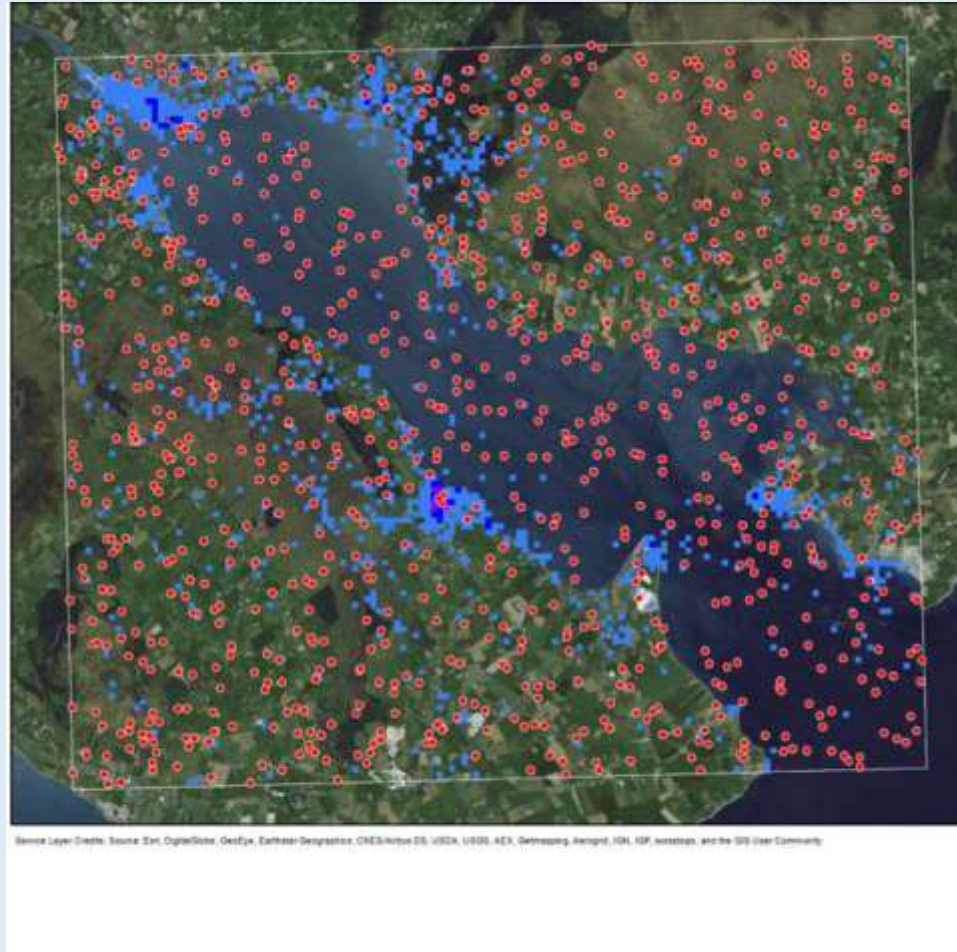 Service Layer Credits: Source: Esri, DigitalGlobe, GeoEye, Earthstar Geographics, CNES/Airbus DS, USDA, USGS, AEX, Getmapping, Aerogrid, IGN, IGP, swisstopo, and the GIS User Community